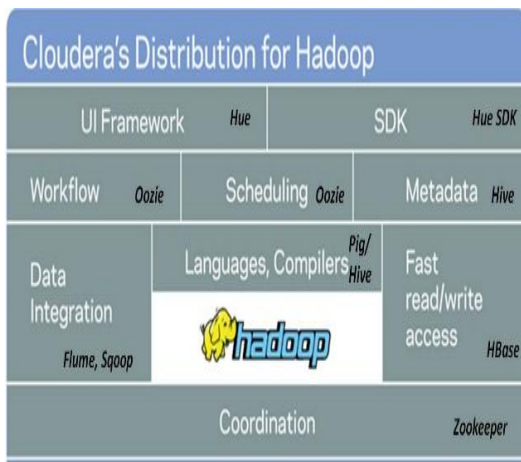 Cloudera's Distribution for Hadoop
UI Framework Hue
SDK Hue SDK
Workflow Oozie
Scheduling Oozie
Metadata Hive
Data
Integration
Flume, Sqoop
Languages, Compilers Pig/
Hive
hadoop
Fast
read/write
access
HBase
Coordination Zookeeper